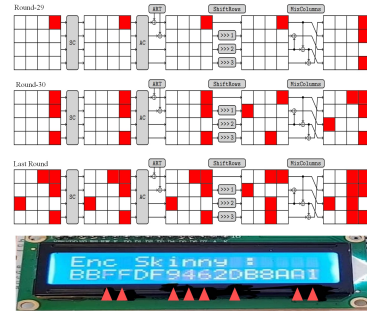 Round-29
ART
ShiftRows
MixColumns
SC
AC
>>> 1
>>> 2
>>> 3
Round-30
ART
ShiftRows
MixColumns
SC
AC
>>> 1
>>> 2
>>> 3
Last Round
ART
ShiftRows
MixColumns
SC
AC
>>> 1
>>> 2
>>> 3
Enc Skinny :
BBFFDF9462DB8AA1